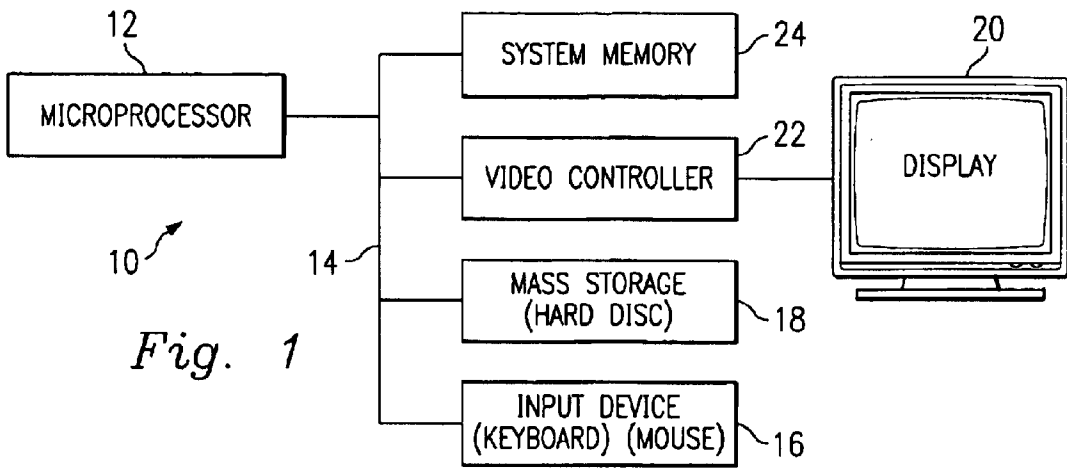 12
MICROPROCESSOR
10
14
SYSTEM MEMORY
24
VIDEO CONTROLLER
22
20
DISPLAY
MASS STORAGE
(HARD DISC)
18
INPUT DEVICE
(KEYBOARD) (MOUSE)
16
Fig. 1